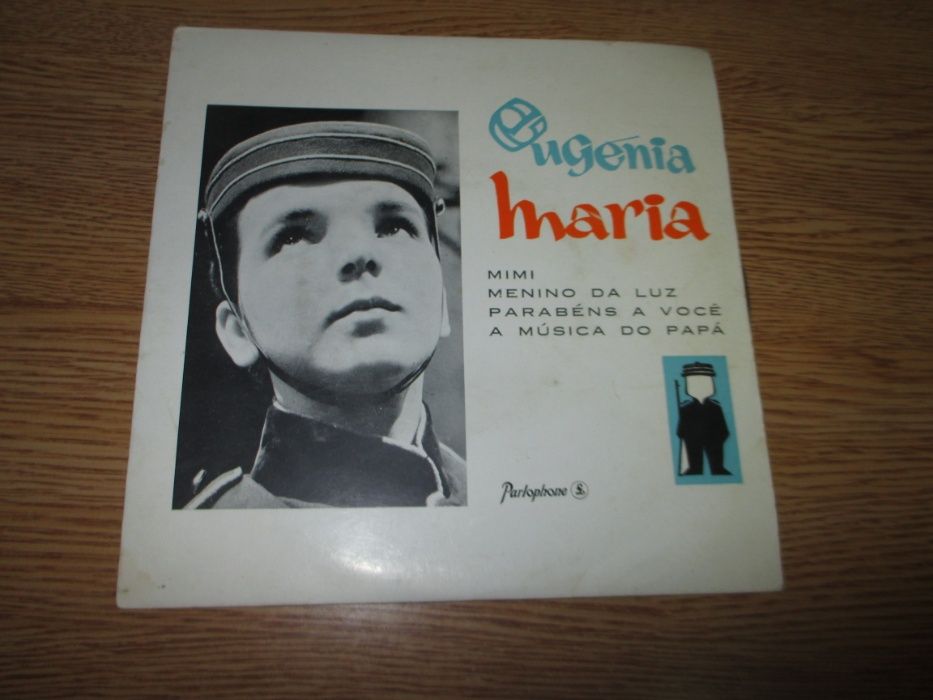 Eugénia
Maria
MIMI
MENINO DA LUZ
PARABÉNS A VOCÊ
A MÚSICA DO PAPÁ
Parlophone